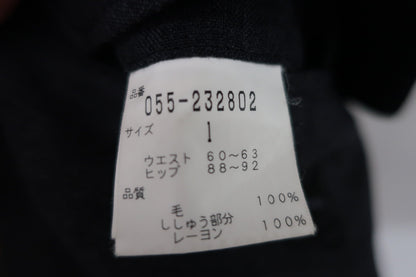 品番
055-232802
サイズ
1
ウエスト 60～63
ヒップ 88～92
品質
毛 100%
ししゅう部分
レーヨン 100%